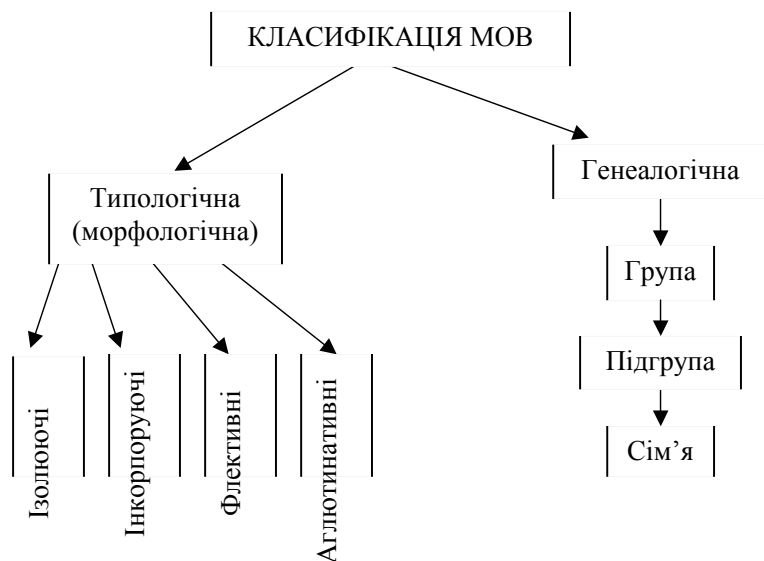 КЛАСИФІКАЦІЯ МОВ
Типологічна
(морфологічна)
Генеалогічна
Група
Підгрупа
Сім’я
Ізолюючі
Інкорпоруючі
Флективні
Аглютинативні